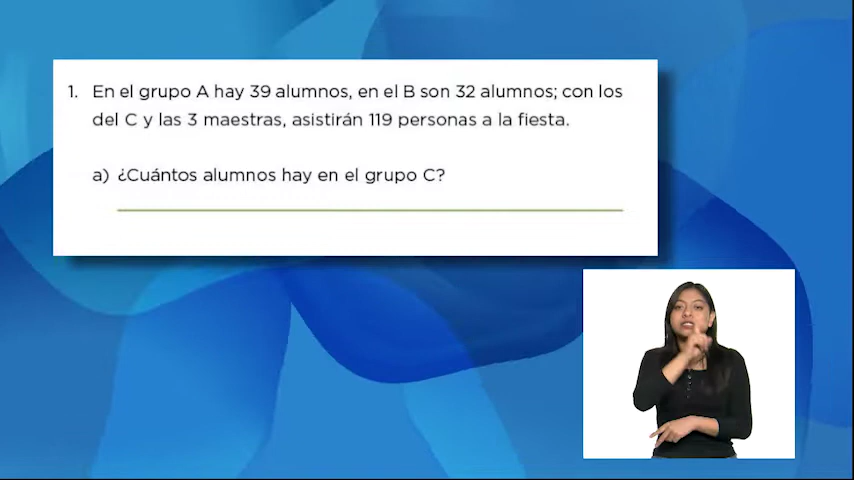 1. En el grupo A hay 39 alumnos, en el B son 32 alumnos; con los
del C y las 3 maestras, asistirán 119 personas a la fiesta.
a) ¿Cuántos alumnos hay en el grupo C?